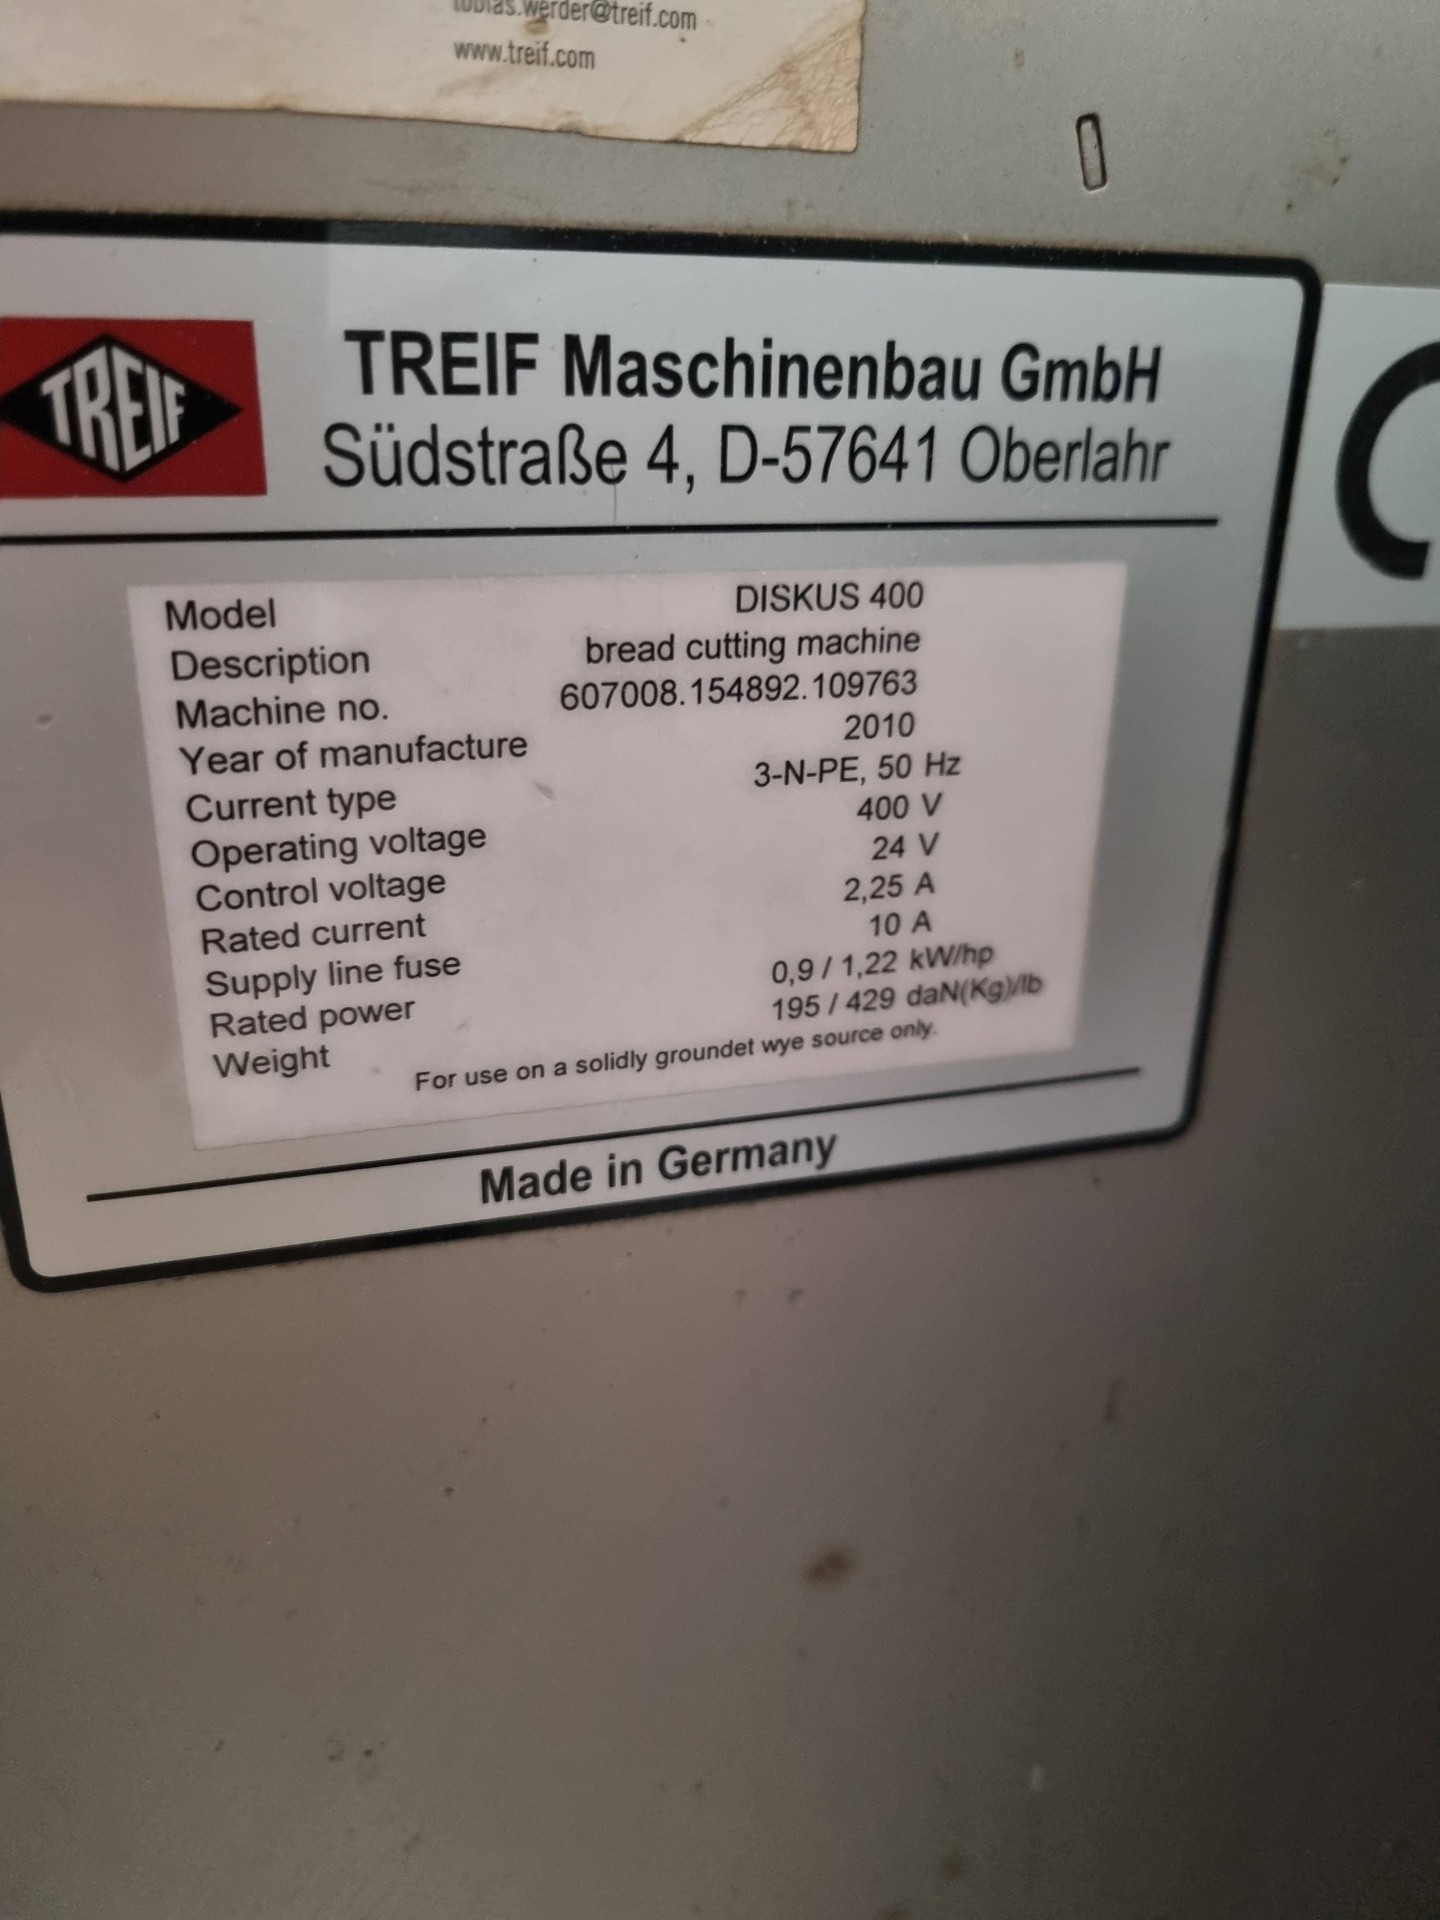 tobias.werder@treif.com
www.treif.com
TREIF
TREIF Maschinenbau GmbH
Südstraße 4, D-57641 Oberlahr
Model DISKUS 400
Description bread cutting machine
Machine no. 607008.154892.109763
Year of manufacture 2010
Current type 3-N-PE, 50 Hz
Operating voltage 400 V
Control voltage 24 V
Rated current 2,25 A
Supply line fuse 10 A
Rated power 0,9 / 1,22 kW/hp
Weight 195 / 429 daN(Kg)/lb
For use on a solidly groundet wye source only.
Made in Germany